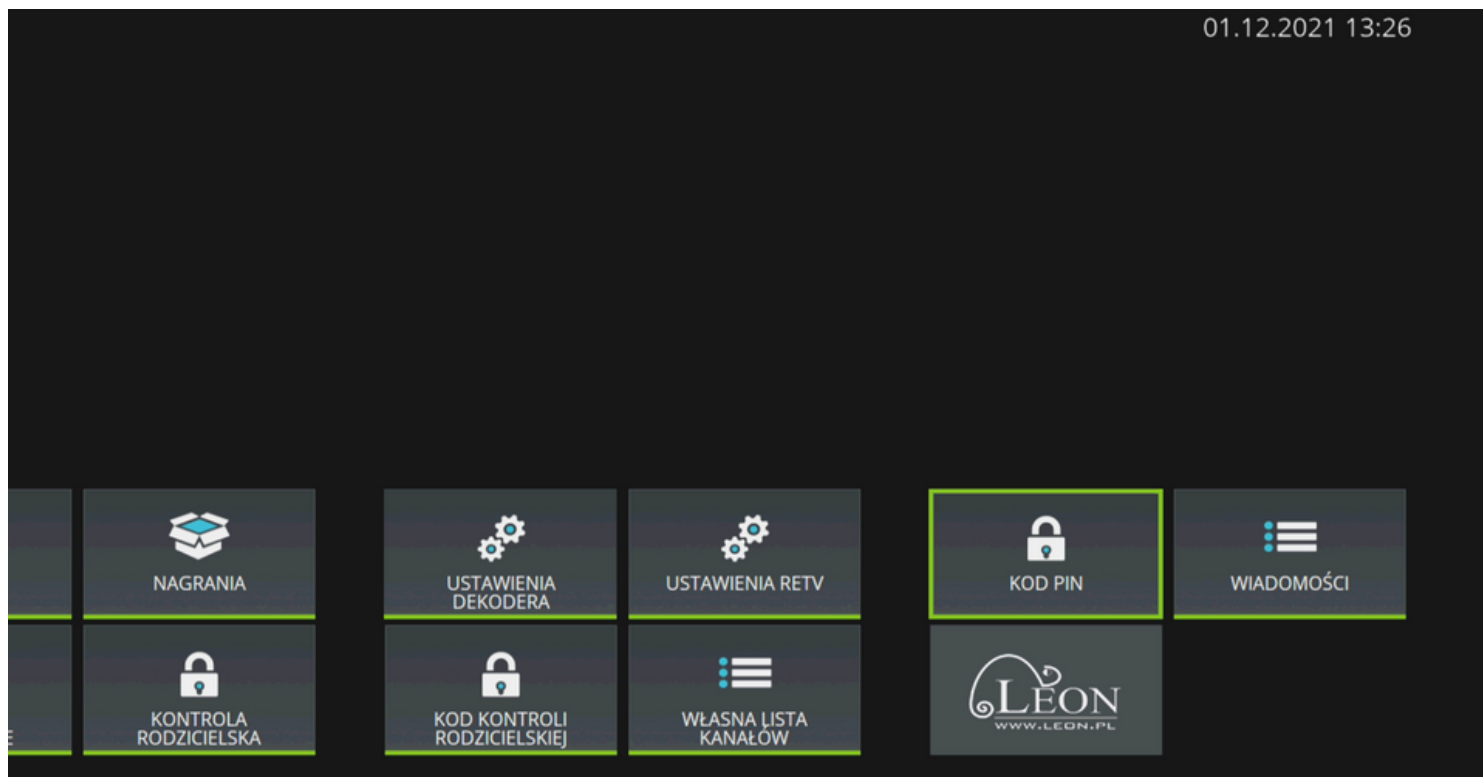 01.12.2021 13:26
NAGRANIA
USTAWIENIA
DEKODERA
USTAWIENIA RETV
KOD PIN
WIADOMOŚCI
E
KONTROLA
RODZICIELSKA
KOD KONTROLI
RODZICIELSKIEJ
WŁASNA LISTA
KANAŁÓW
LEON
WWW.LEON.PL